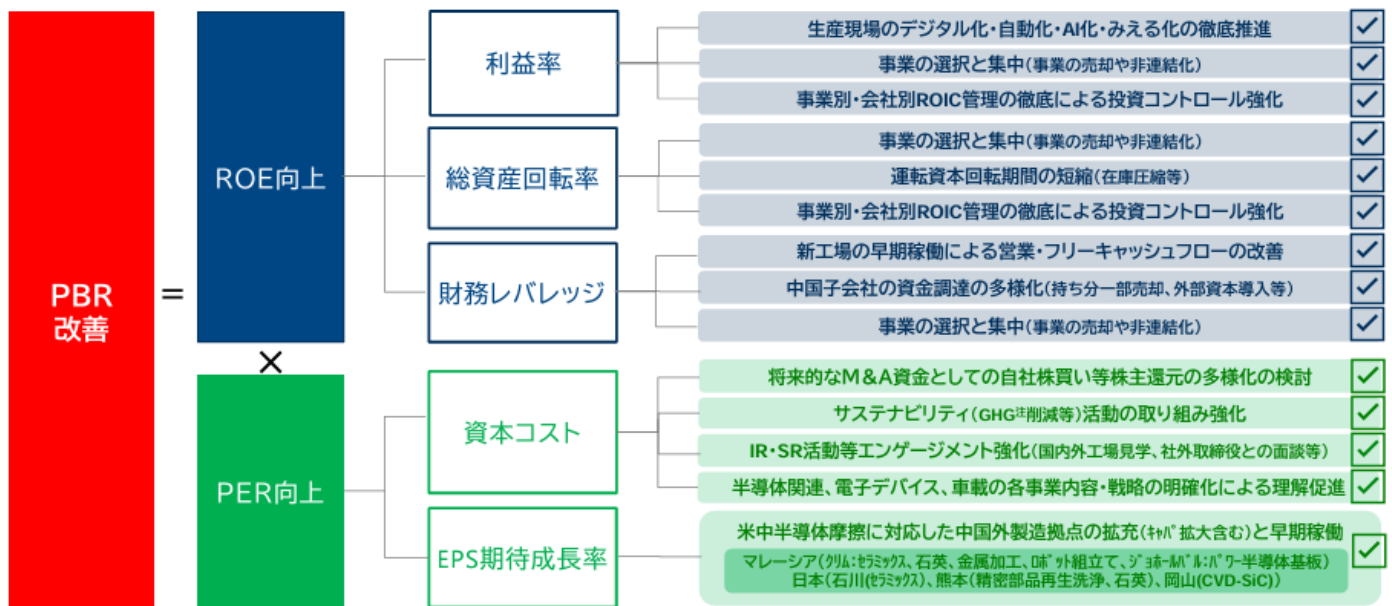 PBR
改善
=
ROE向上
×
PER向上
利益率
生産現場のデジタル化・自動化・AI化・みえる化の徹底推進
事業の選択と集中(事業の売却や非連結化)
事業別・会社別ROIC管理の徹底による投資コントロール強化
総資産回転率
事業の選択と集中(事業の売却や非連結化)
運転資本回転期間の短縮(在庫圧縮等)
事業別・会社別ROIC管理の徹底による投資コントロール強化
財務レバレッジ
新工場の早期稼働による営業・フリーキャッシュフローの改善
中国子会社の資金調達の多様化(持ち分一部売却、外部資本導入等)
事業の選択と集中(事業の売却や非連結化)
資本コスト
将来的なM&A資金としての自社株買い等株主還元の多様化の検討
サステナビリティ(GHG注削減等)活動の取り組み強化
IR・SR活動等エンゲージメント強化(国内外工場見学、社外取締役との面談等)
半導体関連、電子デバイス、車載の各事業内容・戦略の明確化による理解促進
EPS期待成長率
米中半導体摩擦に対応した中国外製造拠点の拡充(ｷｬﾊﾟ拡大含む)と早期稼働
マレーシア(ｸﾘﾑ:ｾﾗﾐｯｸｽ、石英、金属加工、ﾛﾎﾞｯﾄ組立て、ｼﾞｮﾎｰﾙﾊﾞﾙ:ﾊﾟﾜｰ半導体基板)
日本(石川(ｾﾗﾐｯｸｽ)、熊本(精密部品再生洗浄、石英)、岡山(CVD-SiC))